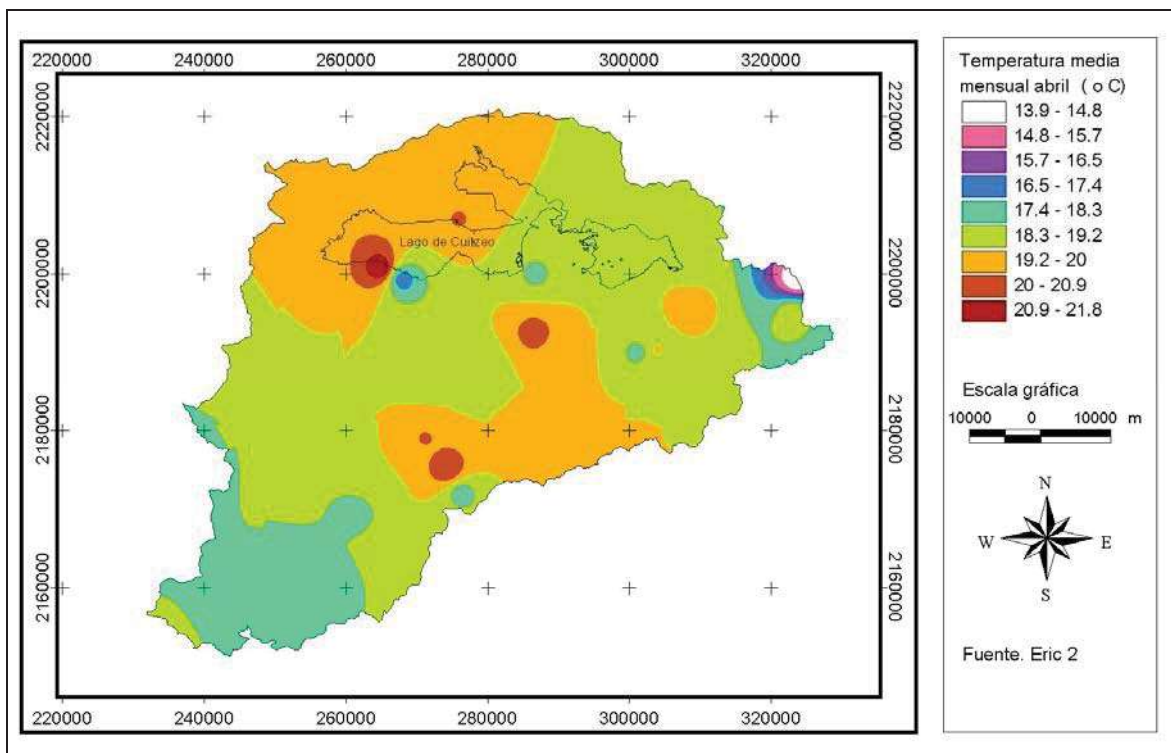 220000 240000 260000 280000 300000 320000
2220000 2220000
2200000 2200000
2180000 2180000
2160000 2160000
Lago de Cuitzeo
220000 240000 260000 280000 300000 320000
Temperatura media
mensual abril ( o C)
13.9 - 14.8
14.8 - 15.7
15.7 - 16.5
16.5 - 17.4
17.4 - 18.3
18.3 - 19.2
19.2 - 20
20 - 20.9
20.9 - 21.8
Escala gráfica
10000 0 10000 m
N
W E
S
Fuente. Eric 2